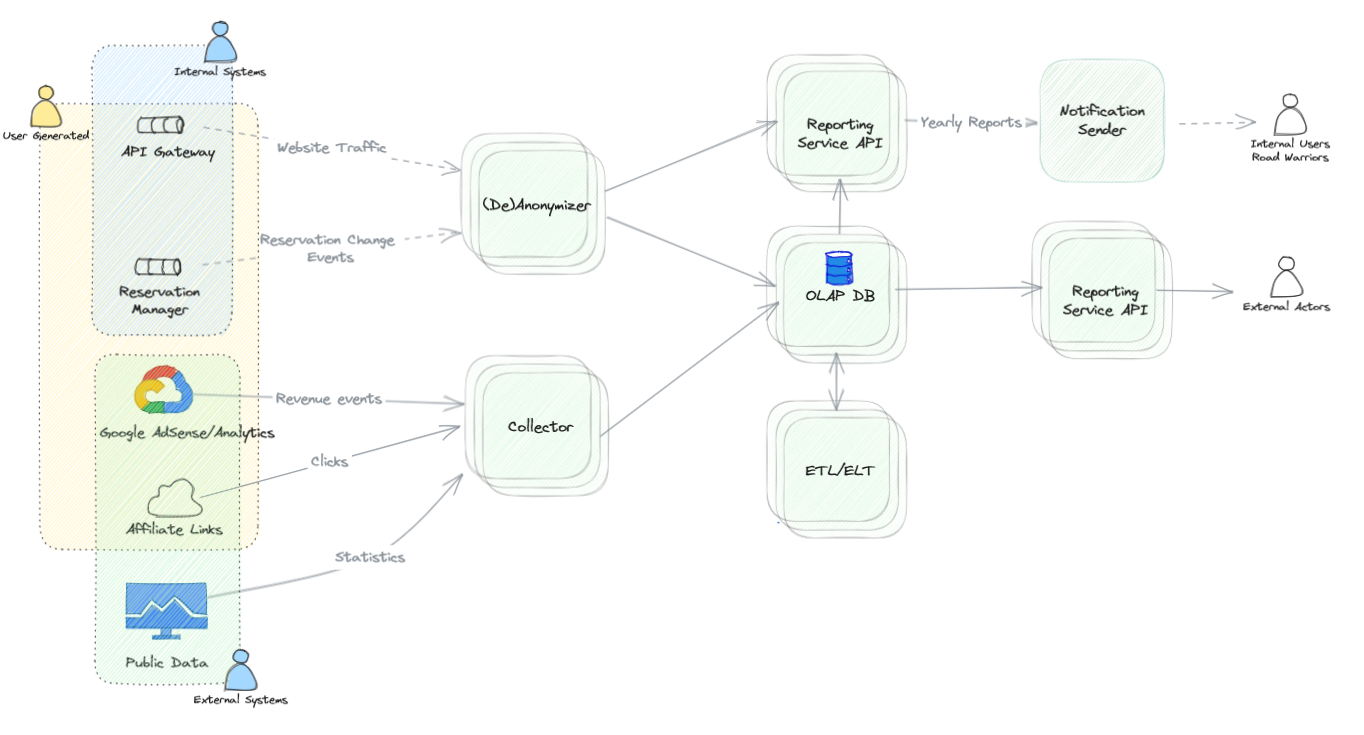 Internal Systems
User Generated
API Gateway
Website Traffic
Reservation Change
Events
Reservation
Manager
(De)Anonymizer
Reporting
Service API
Yearly Reports
Notification
Sender
Internal Users
Road Warriors
OLAP DB
Reporting
Service API
External Actors
Google AdSense/Analytics
Revenue events
Clicks
Collector
ETL/ELT
Affiliate Links
Statistics
Public Data
External Systems